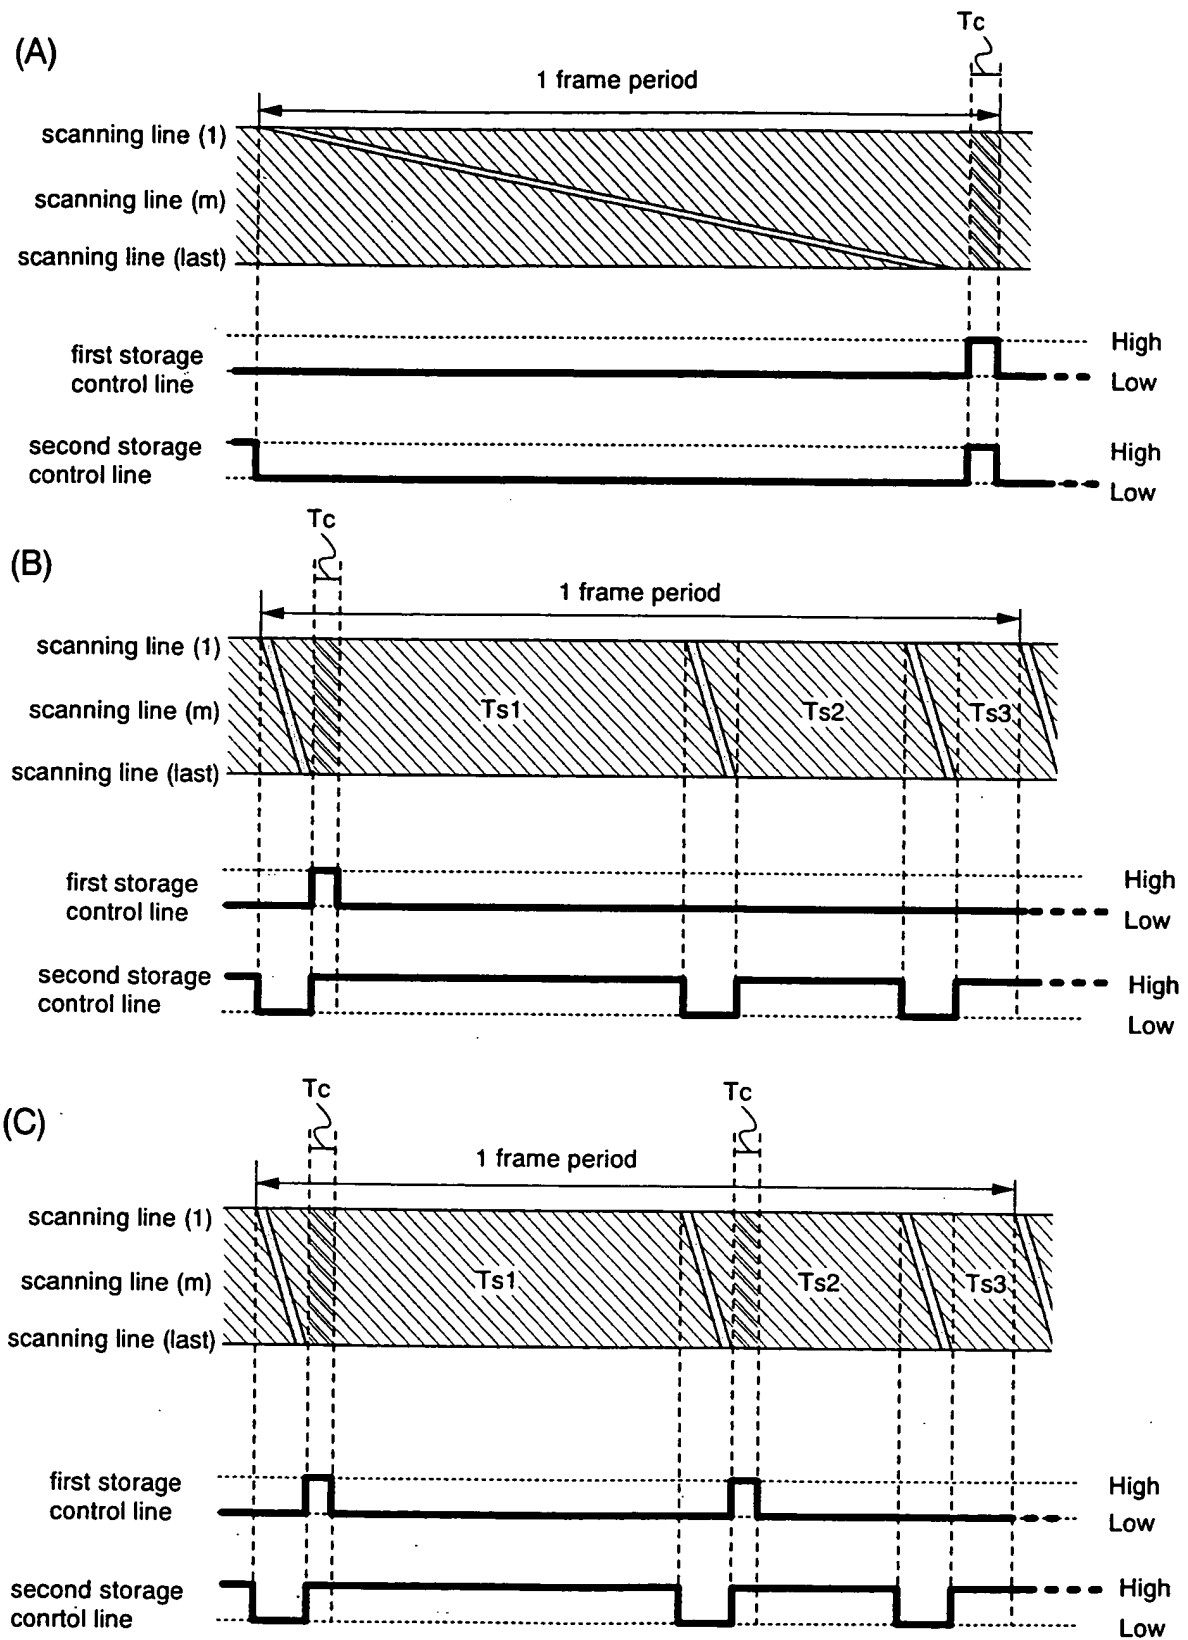 (A)
Tc
1 frame period
scanning line (1)
scanning line (m)
scanning line (last)
first storage
control line
High
Low
second storage
control line
High
Low
(B)
Tc
1 frame period
scanning line (1)
scanning line (m)
Ts1
Ts2
Ts3
scanning line (last)
first storage
control line
High
Low
second storage
control line
High
Low
(C)
Tc
Tc
1 frame period
scanning line (1)
scanning line (m)
Ts1
Ts2
Ts3
scanning line (last)
first storage
control line
High
Low
second storage
conrtol line
High
Low